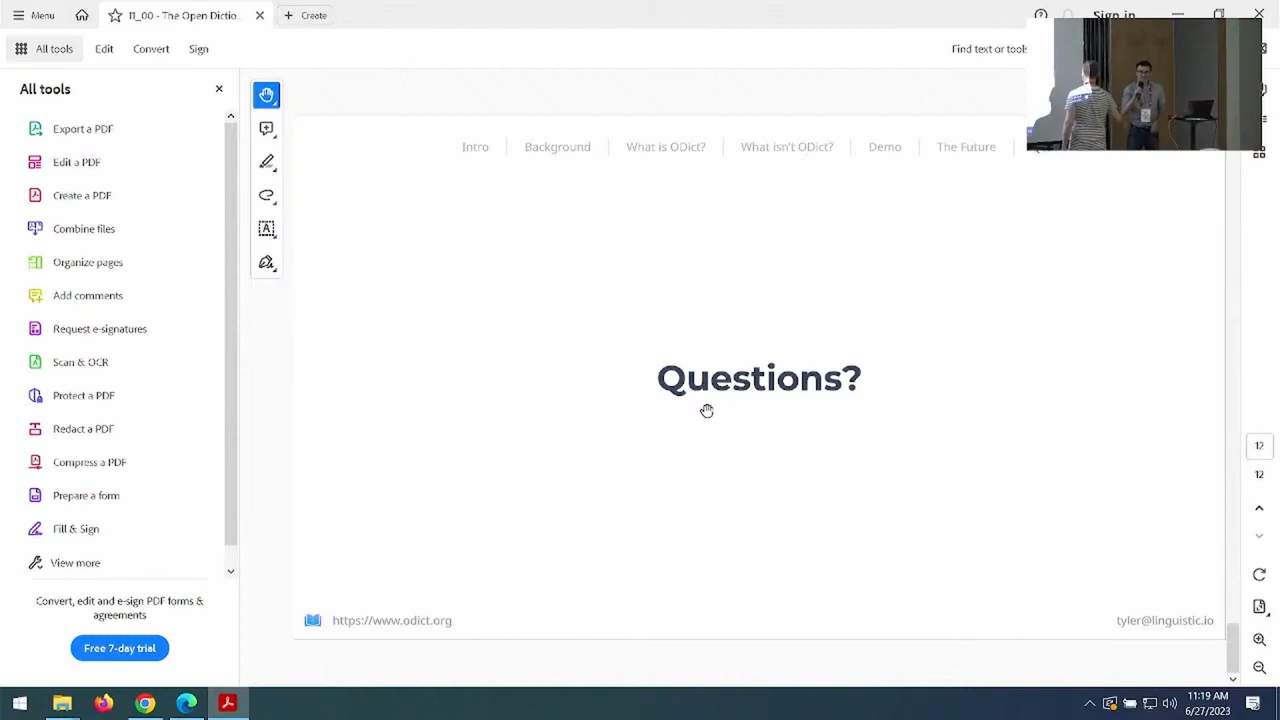 Menu
11_00 - The Open Dictio...
Create
Sign in
All tools
Edit
Convert
Sign
Find text or tools
All tools
Export a PDF
Edit a PDF
Create a PDF
Combine files
Organize pages
Add comments
Request e-signatures
Scan & OCR
Protect a PDF
Redact a PDF
Compress a PDF
Prepare a form
Fill & Sign
View more
Convert, edit and e-sign PDF forms &
agreements
Free 7-day trial
Intro
Background
What is ODict?
What isn't ODict?
Demo
The Future
Questions?
https://www.odict.org
tyler@linguistic.io
12
12
11:19 AM
6/27/2023